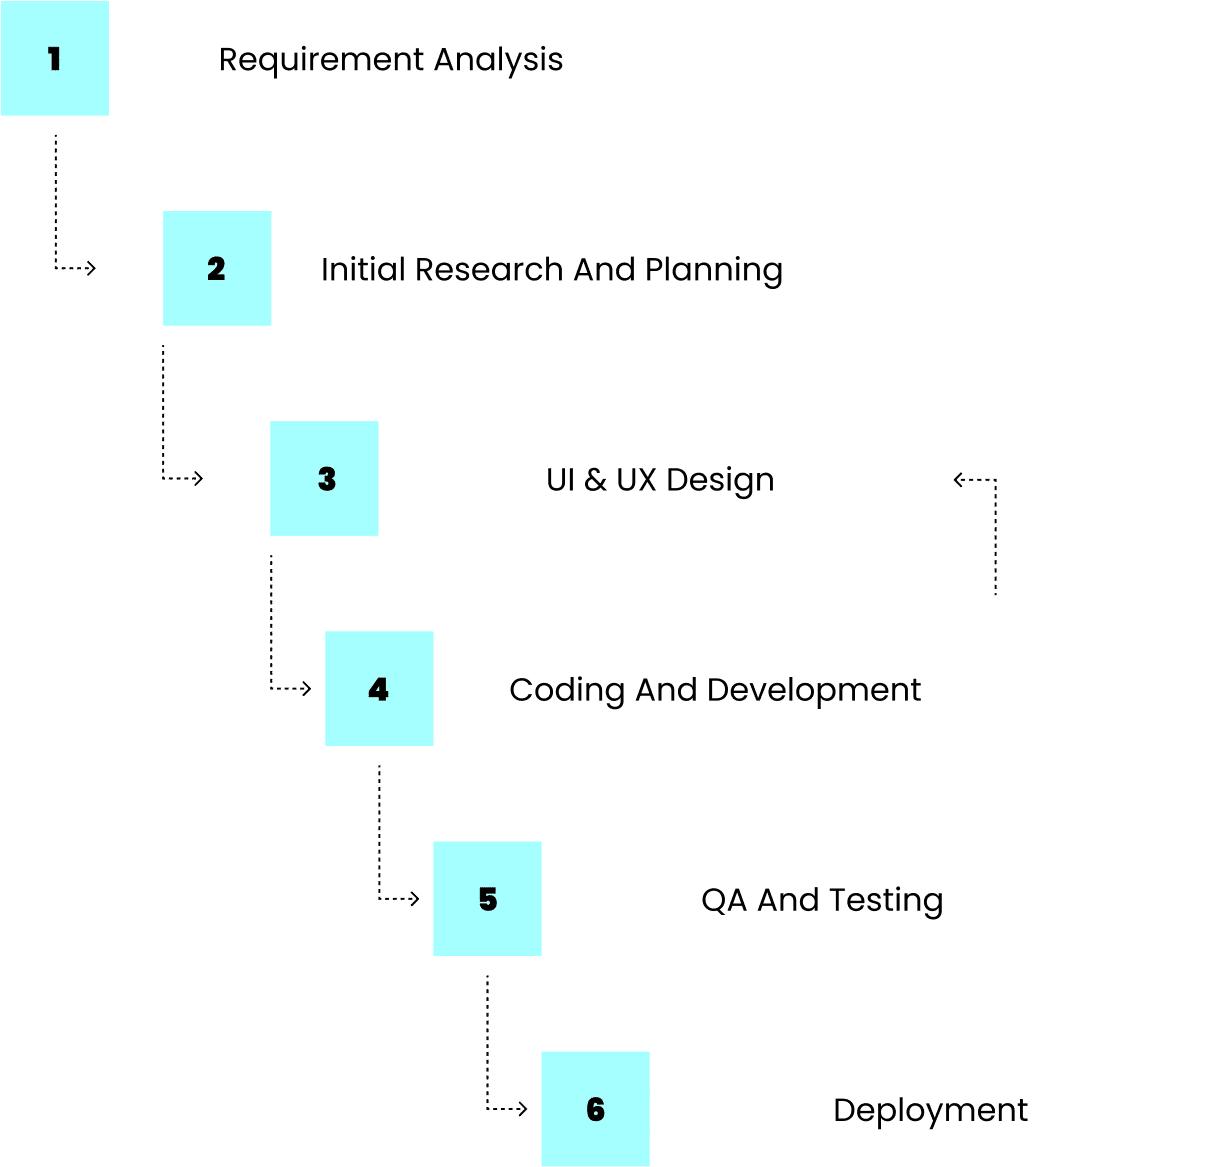 1 Requirement Analysis
2 Initial Research And Planning
3 UI & UX Design
4 Coding And Development
5 QA And Testing
6 Deployment